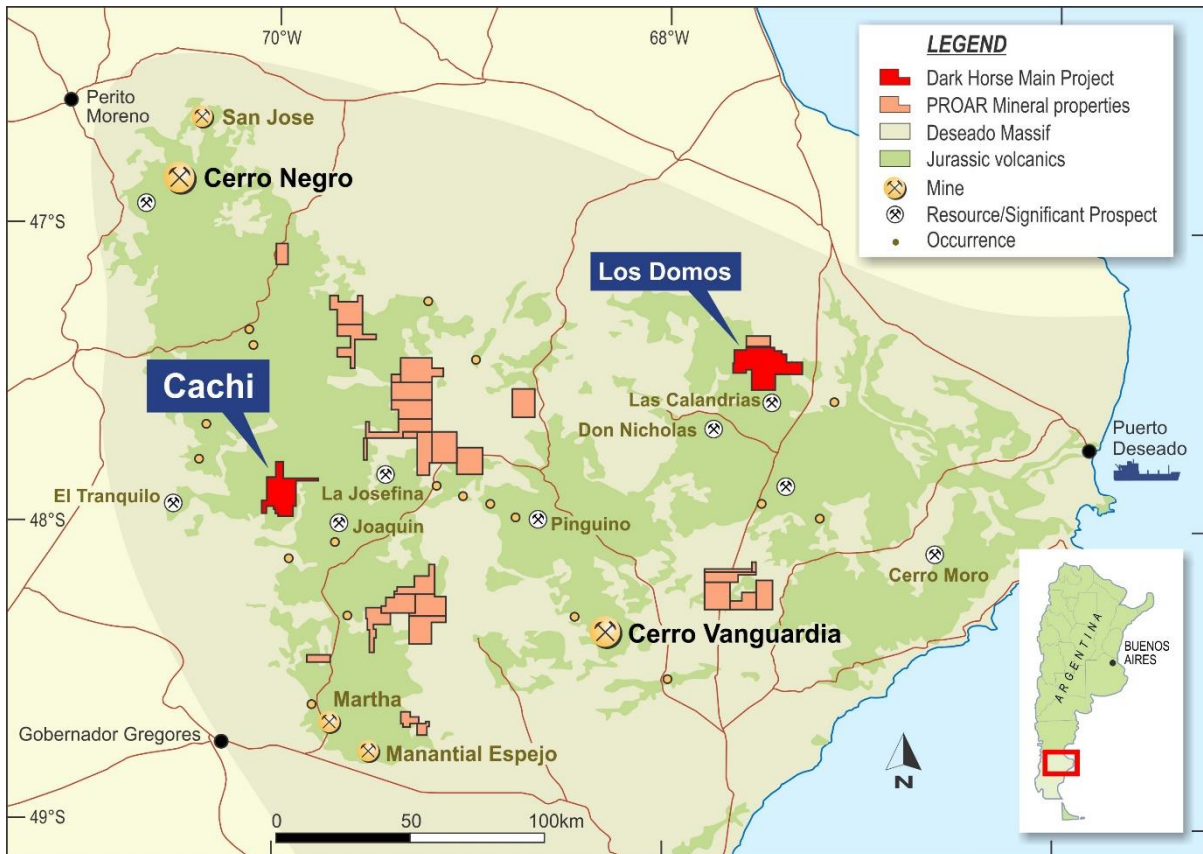 70°W
68°W
LEGEND
Dark Horse Main Project
PROAR Mineral properties
Deseado Massif
Jurassic volcanics
Mine
Resource/Significant Prospect
Occurrence
Perito
Moreno
San Jose
Cerro Negro
47°S
Los Domos
Cachi
Las Calandrias
Don Nicholas
Puerto
Deseado
El Tranquilo
La Josefina
48°S
Joaquin
Pinguino
Cerro Moro
Cerro Vanguardia
Martha
Gobernador Gregores
Manantial Espejo
N
ARGENTINA
BUENOS
AIRES
49°S
0
50
100km